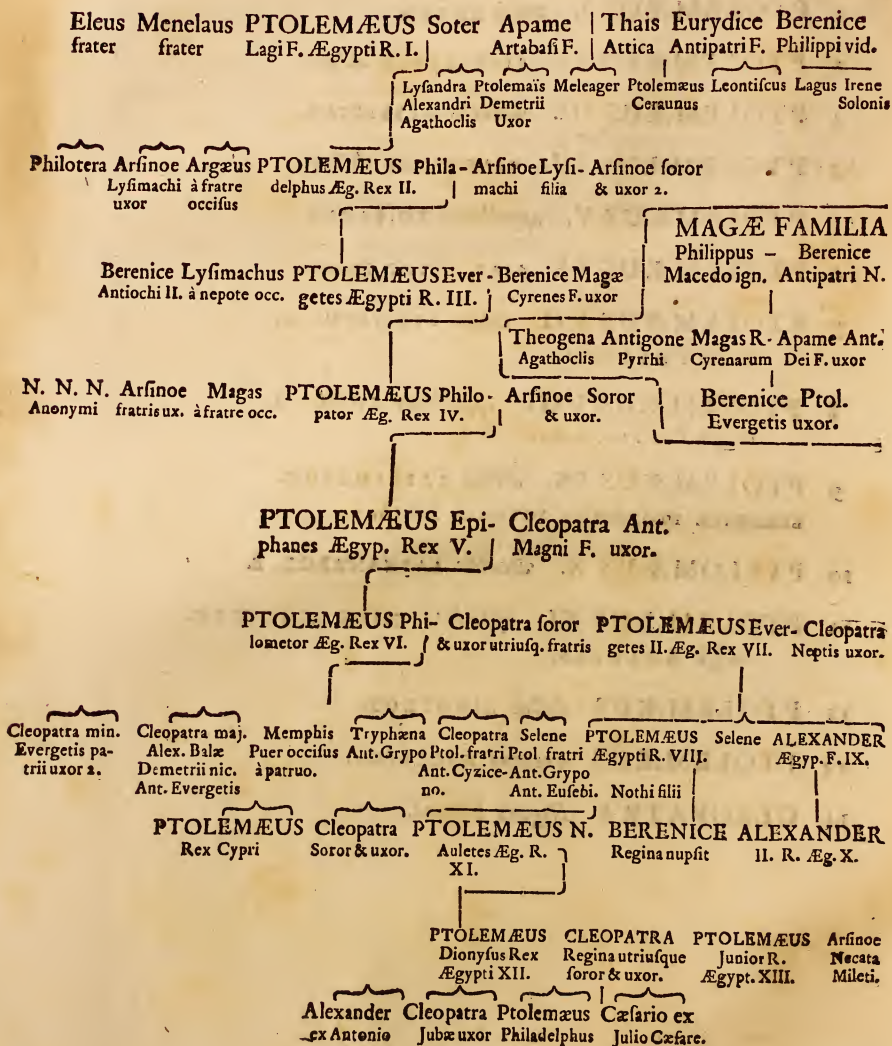 Eleus Menelaus PTOLEMÆUS Soter Apame Thais Eurydice Berenice
frater frater Lagi F. Ægypti R. I. Artabaſi F. Attica Antipatri F. Philippi vid.
Lyſandra Ptolemaïs Meleager Ptolemæus Leontiſcus Lagus Irene
Alexandri Demetrii Ceraunus Solonis
Agathoclis Uxor
Philotera Arſinoe Argæus PTOLEMÆUS Phila- Arſinoe Lyſi- Arſinoe ſoror
Lyſimachi à fratre delphus Æg. Rex II. machi filia & uxor 2.
uxor occiſus
MAGÆ FAMILIA
Philippus – Berenice
Berenice Lyſimachus PTOLEMÆUS Ever- Berenice Magæ Macedo ign. Antipatri N.
Antiochi II. à nepote occ. getes Ægypti R. III. Cyrenes F. uxor
Theogena Antigone Magas R- Apame Ant.
Agathoclis Pyrrhi Cyrenarum Dei F. uxor
N. N. N. Arſinoe Magas PTOLEMÆUS Philo- Arſinoe Soror Berenice Ptol.
Anonymi fratris ux. à fratre occ. pator Æg. Rex IV. & uxor. Evergetis uxor.
PTOLEMÆUS Epi- Cleopatra Ant.
phanes Ægyp. Rex V. Magni F. uxor.
PTOLEMÆUS Phi- Cleopatra ſoror PTOLEMÆUS Ever- Cleopatra
lometor Æg. Rex VI. & uxor utriuſq. fratris getes II. Æg. Rex VII. Neptis uxor.
Cleopatra min. Cleopatra maj. Memphis Tryphæna Cleopatra Selene PTOLEMÆUS Selene ALEXANDER
Evergetis pa- Alex. Balæ Puer occiſus Ant. Grypo Ptol. fratri Ptol. fratri Ægypti R. VIII. Ægyp. F. IX.
trii uxor 2. Demetrii nic. à patruo. Ant. Cyzice- Ant. Grypo
Ant. Evergetis no. Ant. Euſebi. Nothi filii
PTOLEMÆUS Cleopatra PTOLEMÆUS N. BERENICE ALEXANDER
Rex Cypri Soror & uxor. Auletes Æg. R. Regina nupſit II. R. Æg. X.
XI.
PTOLEMÆUS CLEOPATRA PTOLEMÆUS Arſinoe
Dionyſus Rex Regina utriuſque Junior R. Necata
Ægypti XII. ſoror & uxor. Ægypt. XIII. Mileti.
Alexander Cleopatra Ptolemæus Cæſario ex
ex Antonio Jubæ uxor Philadelphus Julio Cæſare.